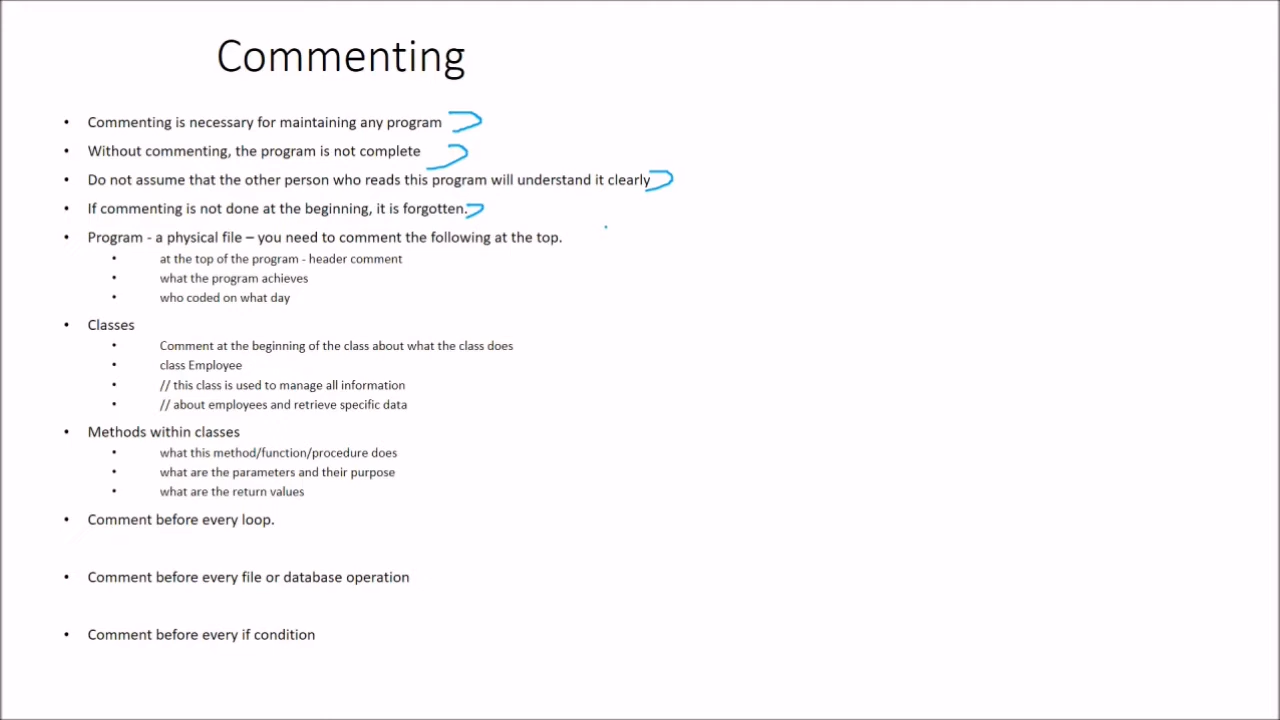 Commenting
• Commenting is necessary for maintaining any program
• Without commenting, the program is not complete
• Do not assume that the other person who reads this program will understand it clearly
• If commenting is not done at the beginning, it is forgotten.
• Program - a physical file – you need to comment the following at the top.
• at the top of the program - header comment
• what the program achieves
• who coded on what day
• Classes
• Comment at the beginning of the class about what the class does
• class Employee
• // this class is used to manage all information
• // about employees and retrieve specific data
• Methods within classes
• what this method/function/procedure does
• what are the parameters and their purpose
• what are the return values
• Comment before every loop.
• Comment before every file or database operation
• Comment before every if condition